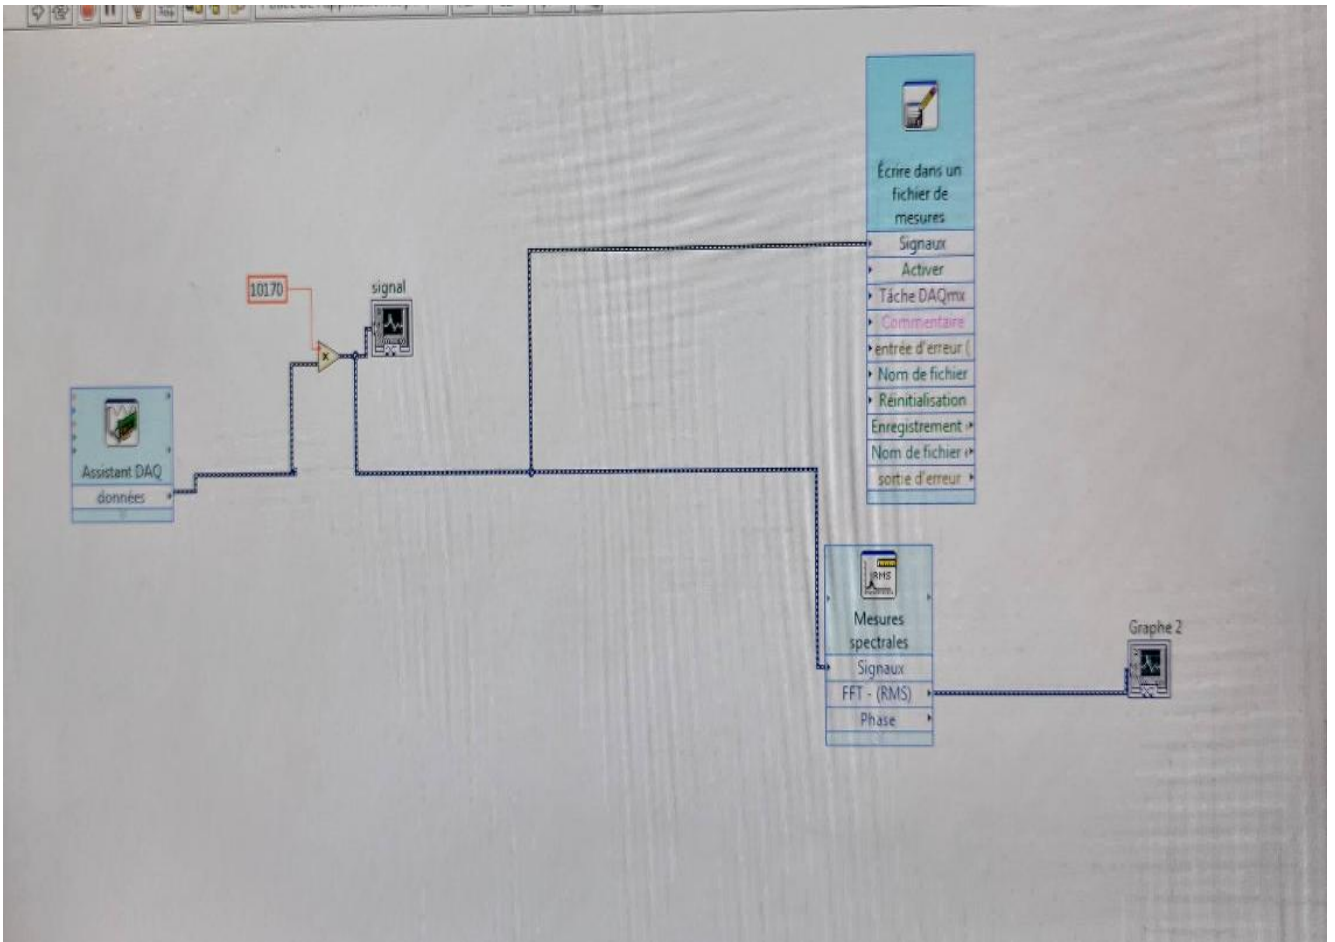 10170
signal
Assistant DAQ
données
Écrire dans un
fichier de
mesures
Signaux
Activer
Tâche DAQmx
Commentaire
entrée d'erreur (
Nom de fichier
Réinitialisation
Enregistrement
Nom de fichier
sortie d'erreur
RMS
Mesures
spectrales
Signaux
FFT - (RMS)
Phase
Graphe 2